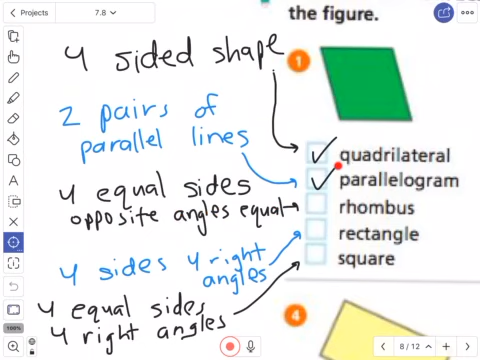 Projects
7.8
the figure.
1
4 sided shape
2 pairs of
parallel lines
4 equal sides
opposite angles equal
4 sides 4 right
angles
4 equal sides
4 right angles
quadrilateral
parallelogram
rhombus
rectangle
square
4
100%
8/12